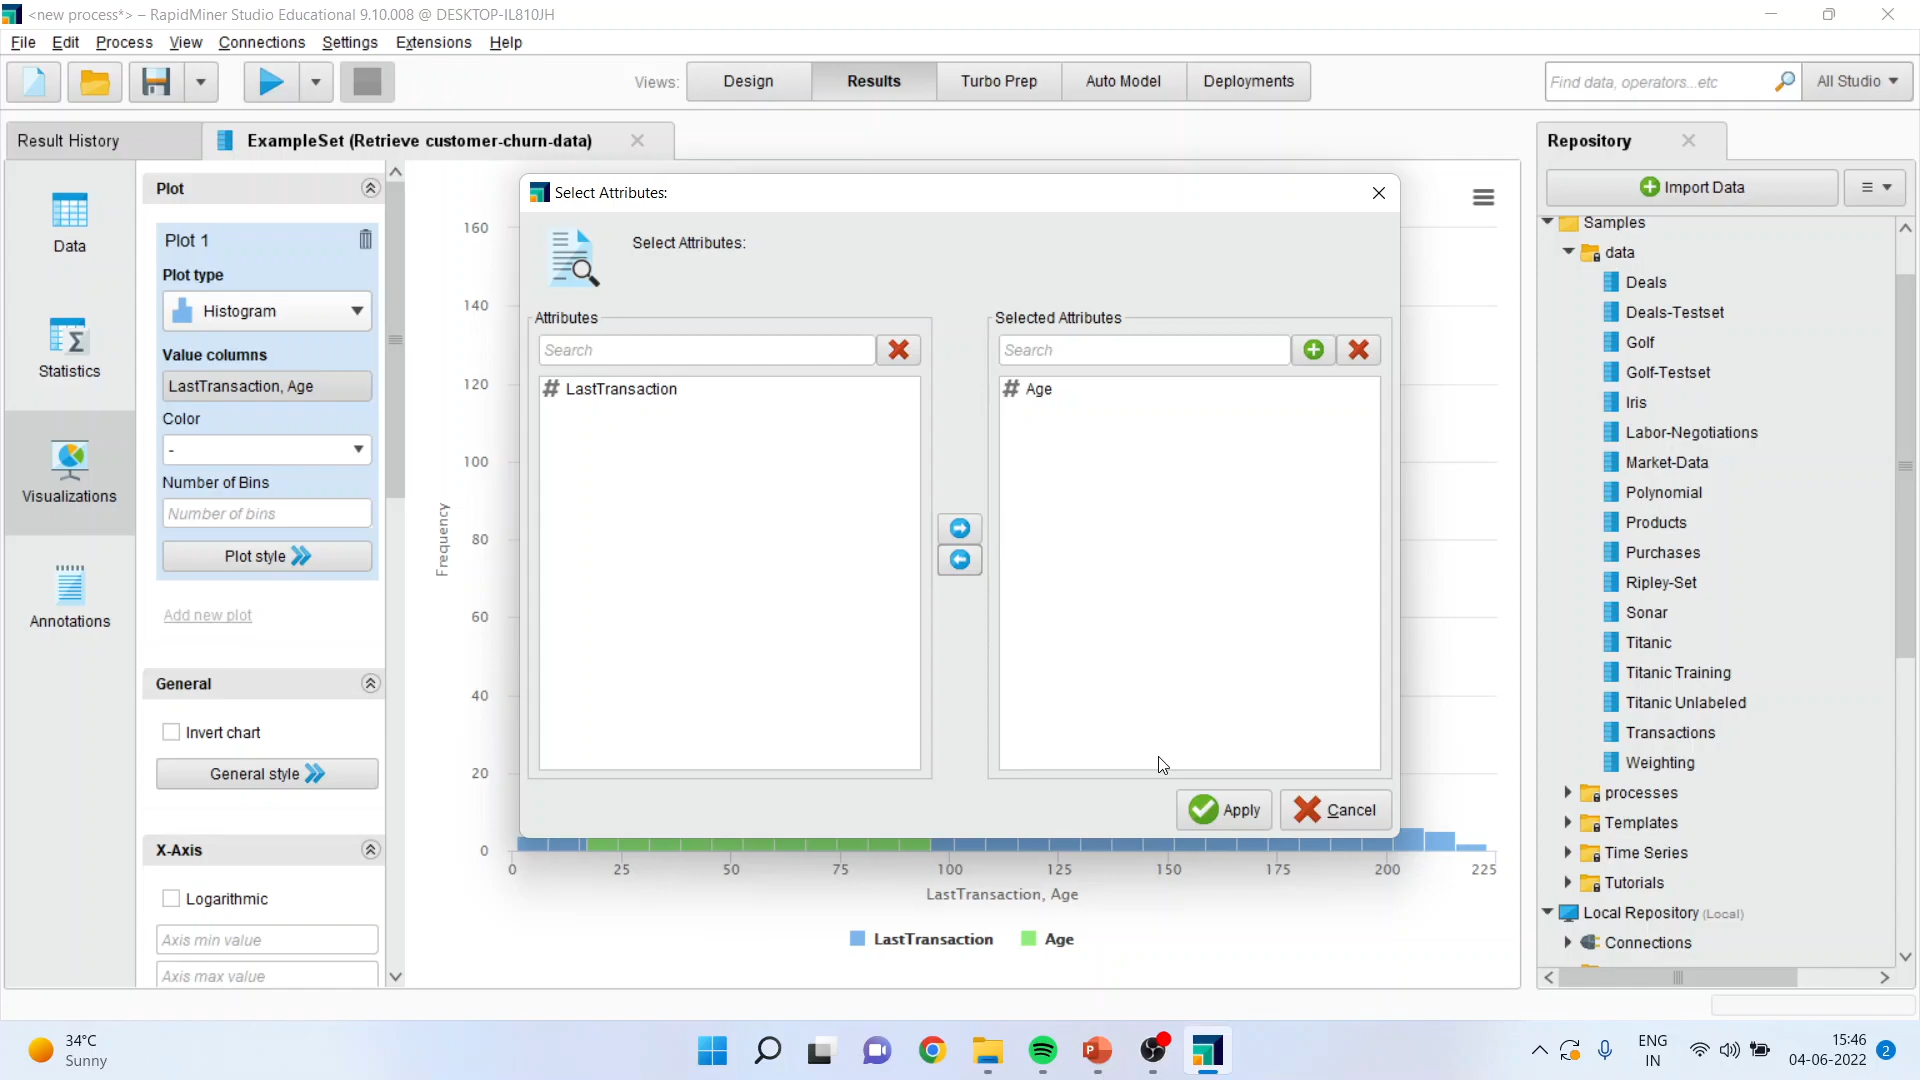 <new process*> – RapidMiner Studio Educational 9.10.008 @ DESKTOP-IL810JH
File Edit Process View Connections Settings Extensions Help
Views: Design Results Turbo Prep Auto Model Deployments
Find data, operators...etc All Studio
Result History
ExampleSet (Retrieve customer-churn-data)
Repository
Data
Statistics
Visualizations
Annotations
Plot
Plot 1
Plot type
Histogram
Value columns
LastTransaction, Age
Color
-
Number of Bins
Number of bins
Plot style
Add new plot
General
Invert chart
General style
X-Axis
Logarithmic
Axis min value
Axis max value
Frequency
160
140
120
100
80
60
40
20
0
0 25 50 75 100 125 150 175 200 225
LastTransaction, Age
LastTransaction Age
Select Attributes:
Select Attributes:
Attributes
Search
# LastTransaction
Selected Attributes
Search
# Age
Apply Cancel
Import Data
Samples
data
Deals
Deals-Testset
Golf
Golf-Testset
Iris
Labor-Negotiations
Market-Data
Polynomial
Products
Purchases
Ripley-Set
Sonar
Titanic
Titanic Training
Titanic Unlabeled
Transactions
Weighting
processes
Templates
Time Series
Tutorials
Local Repository (Local)
Connections
34°C
Sunny
ENG
IN
15:46
04-06-2022
2